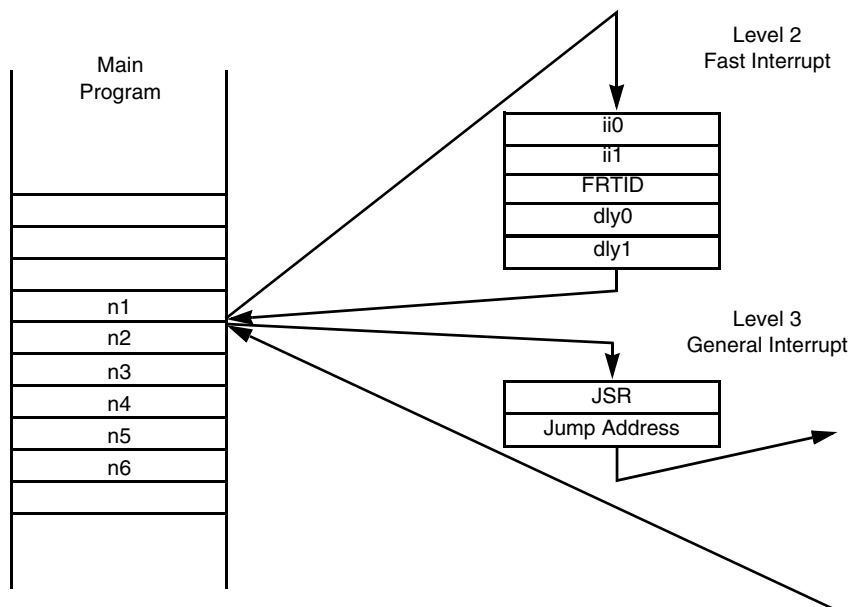 Main
Program
n1
n2
n3
n4
n5
n6
Level 2
Fast Interrupt
ii0
ii1
FRTID
dly0
dly1
Level 3
General Interrupt
JSR
Jump Address